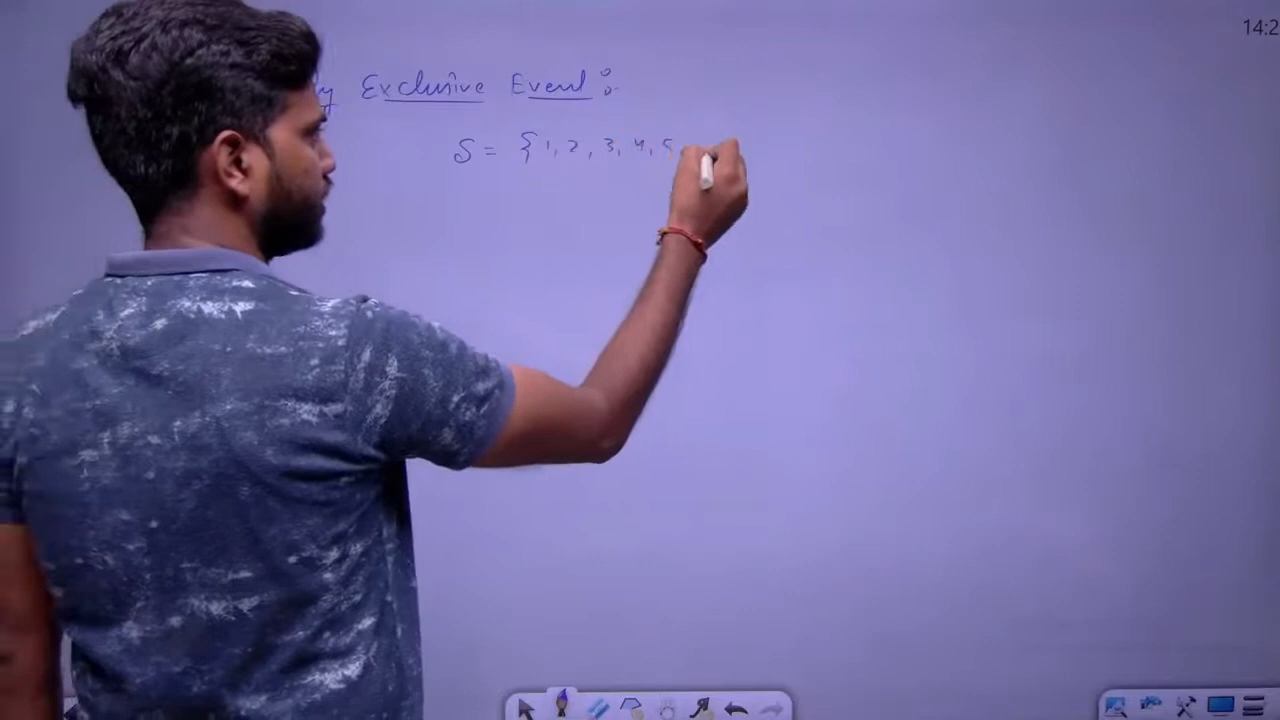 14:2
Exclusive Event :-
S = {1, 2, 3, 4, 5